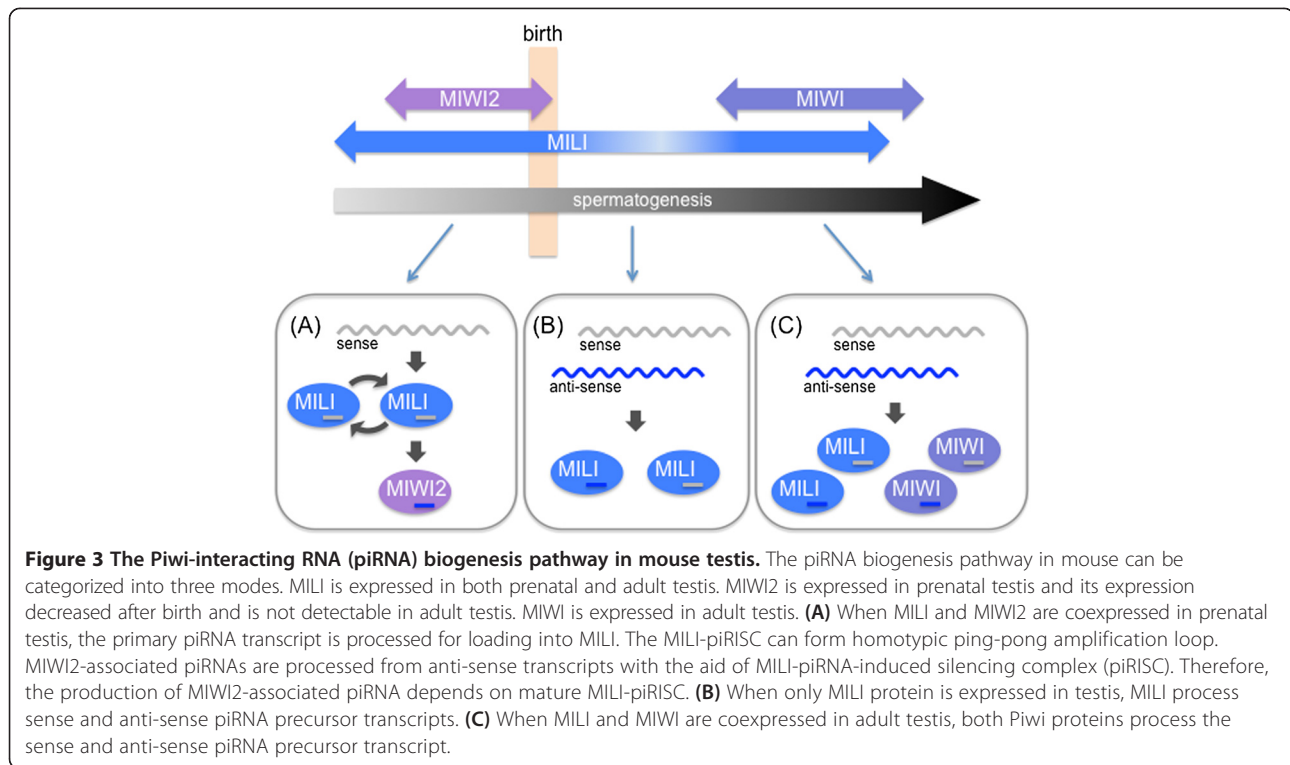 birth
MIWI2
MIWI
MILI
spermatogenesis
(A)
sense
MILI
MILI
MIWI2
(B)
sense
anti-sense
MILI
MILI
(C)
sense
anti-sense
MILI
MIWI
MILI
MIWI
Figure 3 The Piwi-interacting RNA (piRNA) biogenesis pathway in mouse testis. The piRNA biogenesis pathway in mouse can be
categorized into three modes. MILI is expressed in both prenatal and adult testis. MIWI2 is expressed in prenatal testis and its expression
decreased after birth and is not detectable in adult testis. MIWI is expressed in adult testis. (A) When MILI and MIWI2 are coexpressed in prenatal
testis, the primary piRNA transcript is processed for loading into MILI. The MILI-piRISC can form homotypic ping-pong amplification loop.
MIWI2-associated piRNAs are processed from anti-sense transcripts with the aid of MILI-piRNA-induced silencing complex (piRISC). Therefore,
the production of MIWI2-associated piRNA depends on mature MILI-piRISC. (B) When only MILI protein is expressed in testis, MILI process
sense and anti-sense piRNA precursor transcripts. (C) When MILI and MIWI are coexpressed in adult testis, both Piwi proteins process the
sense and anti-sense piRNA precursor transcript.